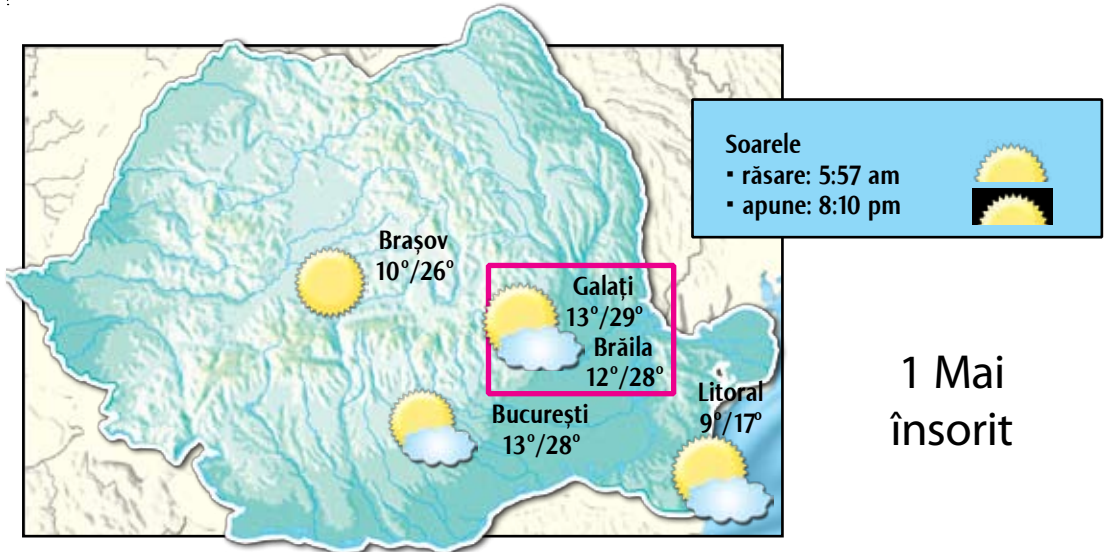 Soarele
▪ răsare: 5:57 am
▪ apune: 8:10 pm
Brașov
10°/26°
Galați
13°/29°
Brăila
12°/28°
Litoral
9°/17°
București
13°/28°
1 Mai
însorit